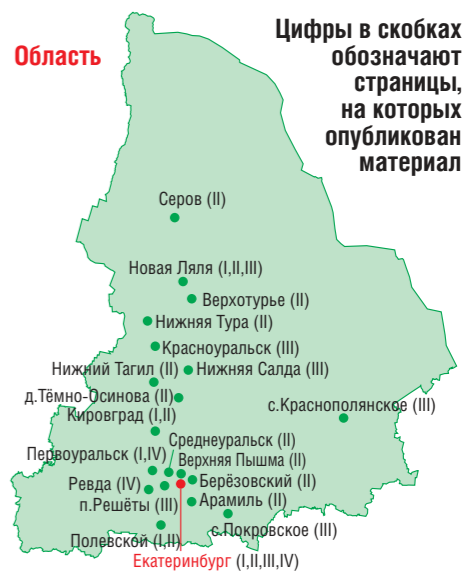 Область
Цифры в скобках
обозначают
страницы,
на которых
опубликован
материал
Серов (II)
Новая Ляля (I,II,III)
Верхотурье (II)
Нижняя Тура (II)
Красноуральск (III)
Нижний Тагил (II)
Нижняя Салда (III)
д.Тёмно-Осинова (II)
с.Краснополянское (III)
Кировград (I,II)
Среднеуральск (II)
Первоуральск (I,IV)
Верхняя Пышма (II)
Ревда (IV)
Берёзовский (II)
п.Решёты (III)
Арамиль (II)
с.Покровское (III)
Полевской (I,II)
Екатеринбург (I,II,III,IV)